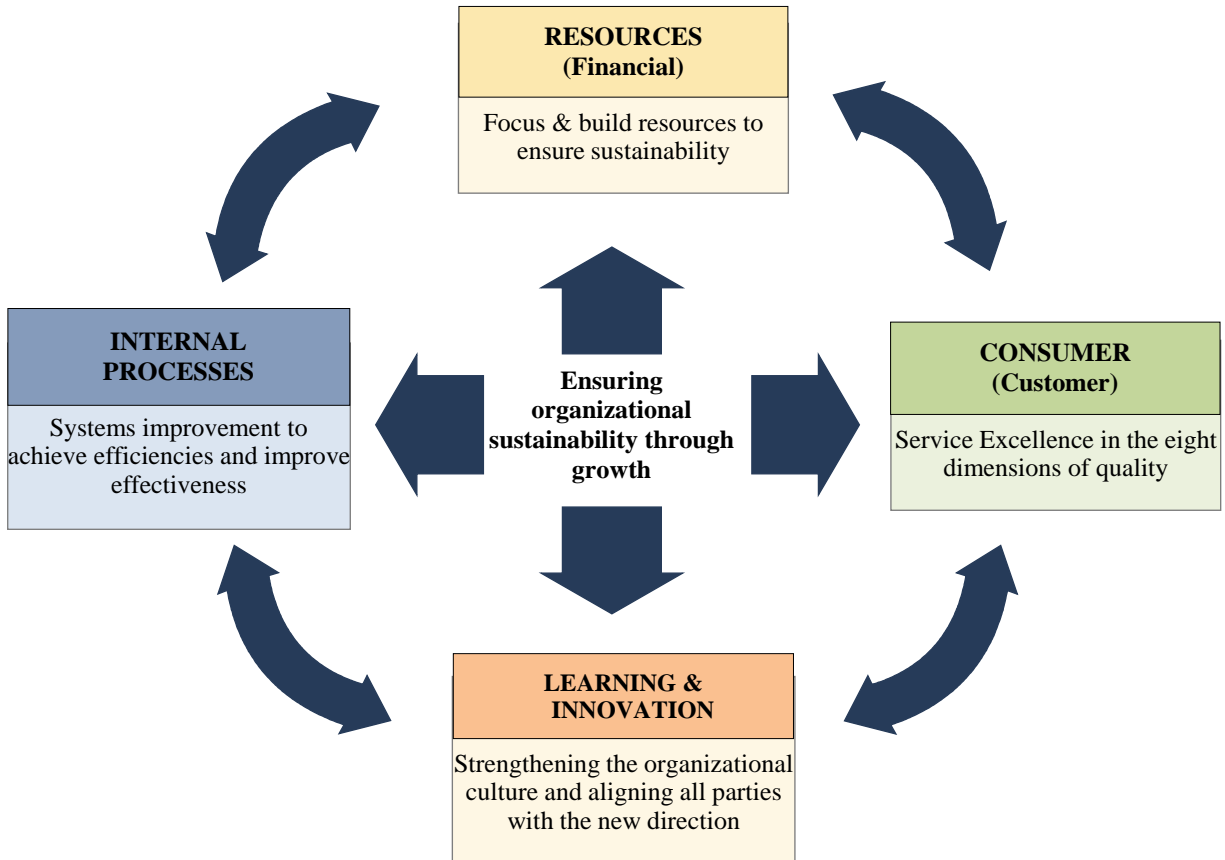 RESOURCES
(Financial)
Focus & build resources to
ensure sustainability
INTERNAL
PROCESSES
Systems improvement to
achieve efficiencies and improve
effectiveness
Ensuring
organizational
sustainability through
growth
CONSUMER
(Customer)
Service Excellence in the eight
dimensions of quality
LEARNING &
INNOVATION
Strengthening the organizational
culture and aligning all parties
with the new direction